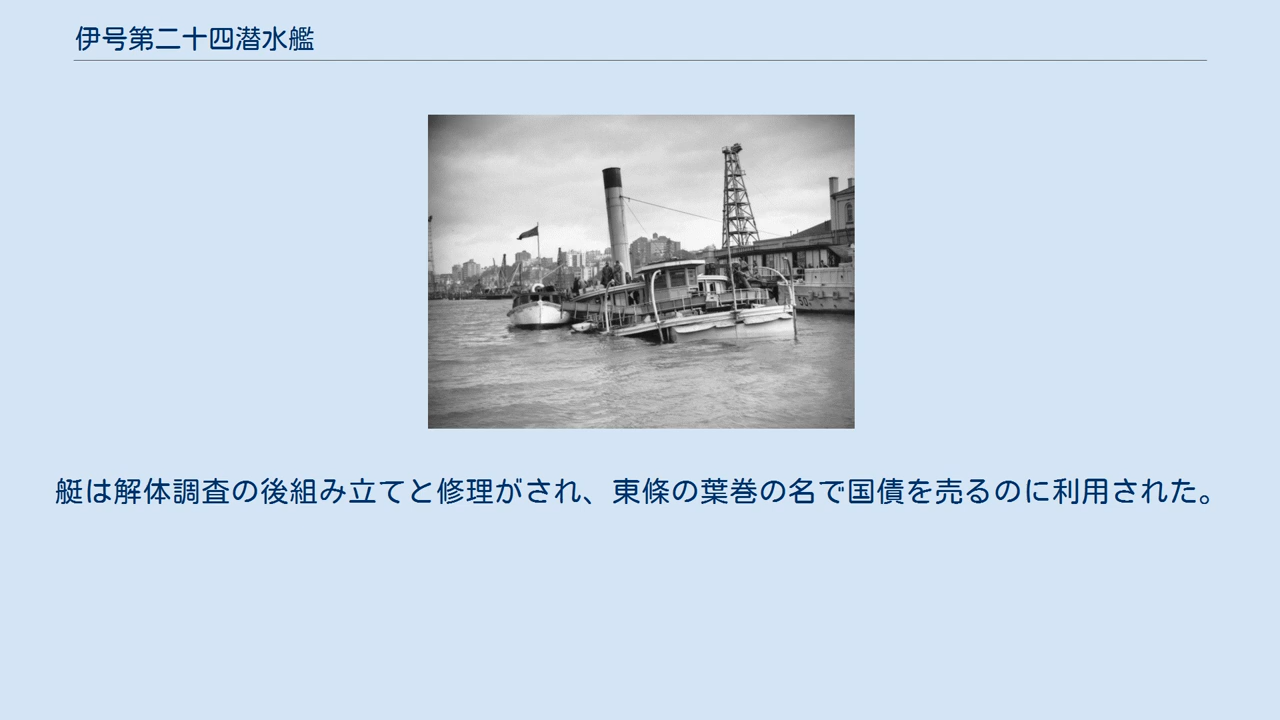 伊号第二十四潜水艦
艇は解体調査の後組み立てと修理がされ、東條の葉巻の名で国債を売るのに利用された。